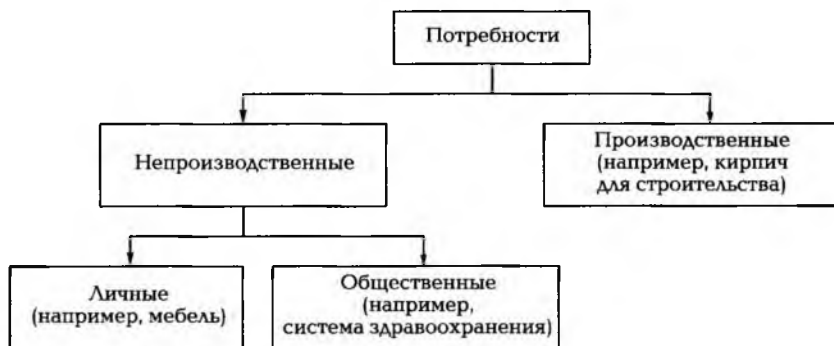 Потребности
Непроизводственные
Производственные
(например, кирпич
для строительства)
Личные
(например, мебель)
Общественные
(например,
система здравоохранения)